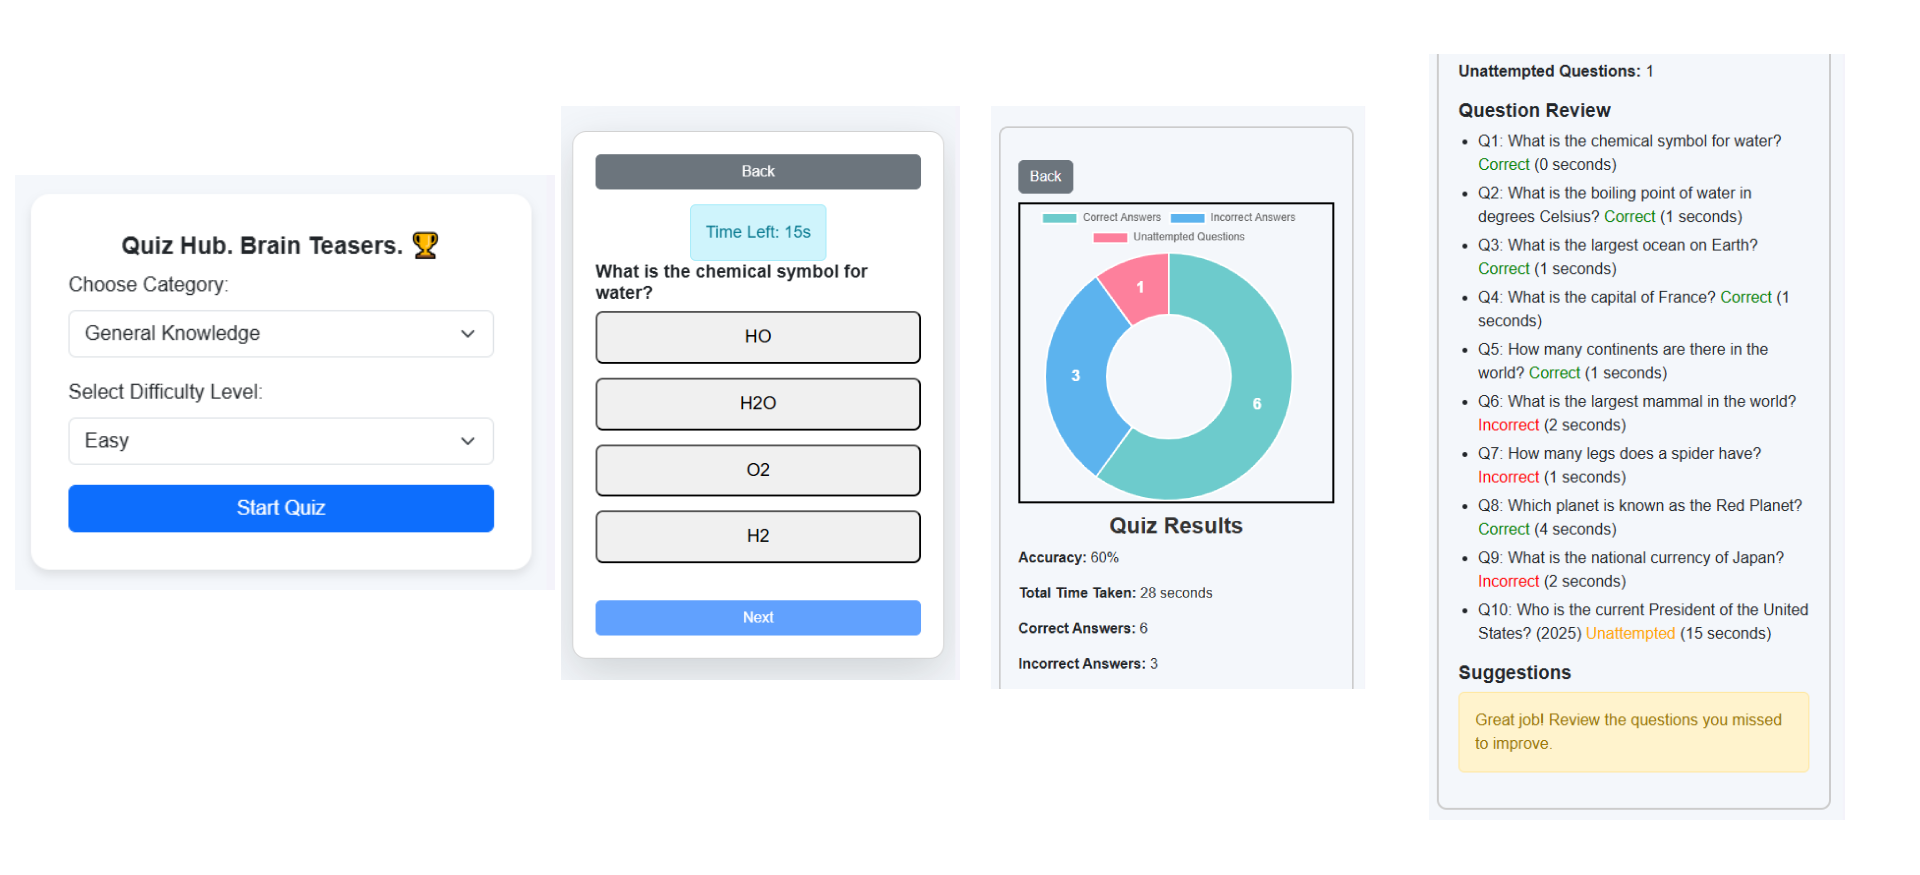 Quiz Hub. Brain Teasers. 🏆
Choose Category:
General Knowledge
Select Difficulty Level:
Easy
Start Quiz
Back
Time Left: 15s
What is the chemical symbol for
water?
HO
H2O
O2
H2
Next
Back
Correct Answers
Incorrect Answers
Unattempted Questions
1
3
6
Quiz Results
Accuracy: 60%
Total Time Taken: 28 seconds
Correct Answers: 6
Incorrect Answers: 3
Unattempted Questions: 1
Question Review
• Q1: What is the chemical symbol for water?
Correct (0 seconds)
• Q2: What is the boiling point of water in
degrees Celsius? Correct (1 seconds)
• Q3: What is the largest ocean on Earth?
Correct (1 seconds)
• Q4: What is the capital of France? Correct (1
seconds)
• Q5: How many continents are there in the
world? Correct (1 seconds)
• Q6: What is the largest mammal in the world?
Incorrect (2 seconds)
• Q7: How many legs does a spider have?
Incorrect (1 seconds)
• Q8: Which planet is known as the Red Planet?
Correct (4 seconds)
• Q9: What is the national currency of Japan?
Incorrect (2 seconds)
• Q10: Who is the current President of the United
States? (2025) Unattempted (15 seconds)
Suggestions
Great job! Review the questions you missed
to improve.